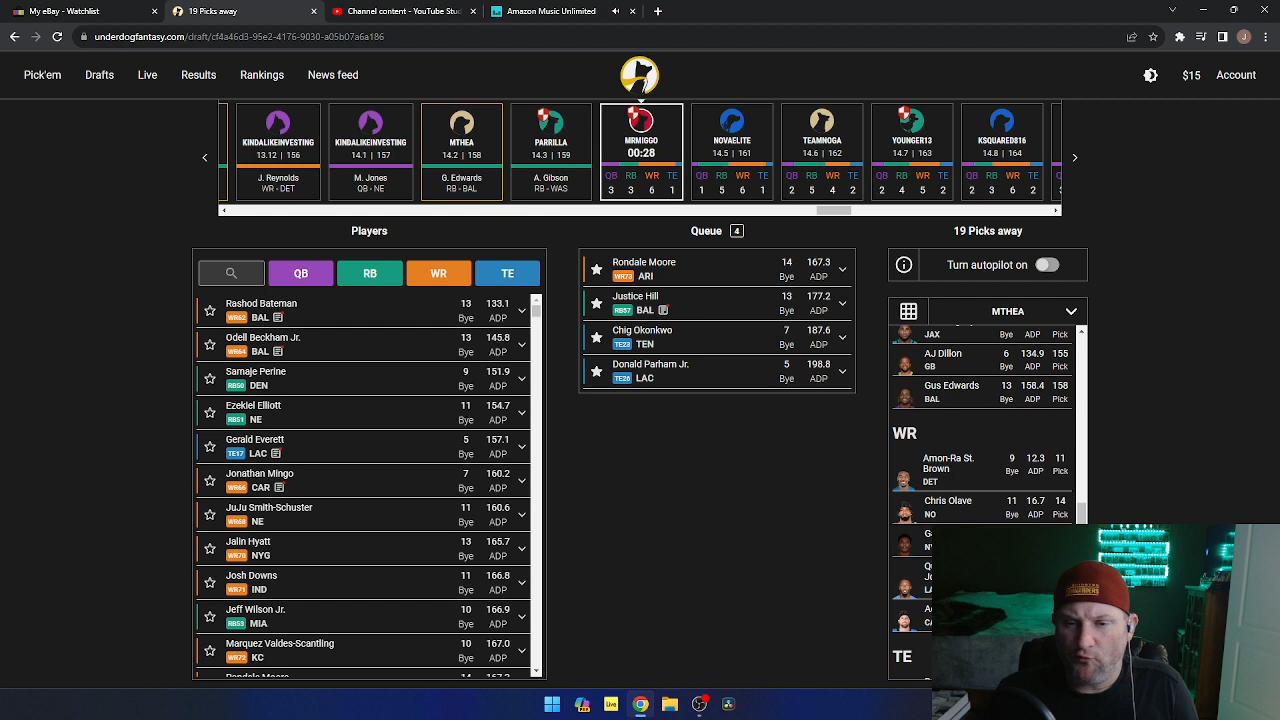 My eBay - Watchlist
19 Picks away
Channel content - YouTube Stud
Amazon Music Unlimited
underdogfantasy.com/draft/cf4a46d3-95e2-4176-9030-a05b07a6a186
J
Pick'em
Drafts
Live
Results
Rankings
News feed
$15
Account
KINDALIKEINVESTING
13.12 | 156
J. Reynolds
WR - DET
KINDALIKEINVESTING
14.1 | 157
M. Jones
QB - NE
MTHEA
14.2 | 158
G. Edwards
RB - BAL
PARRILLA
14.3 | 159
A. Gibson
RB - WAS
MRMIGGO
00:28
QB RB WR TE
3 3 6 1
NOVAELITE
14.5 | 161
QB RB WR TE
1 5 6 1
TEAMNOGA
14.6 | 162
QB RB WR TE
2 5 4 2
YOUNGER13
14.7 | 163
QB RB WR TE
2 4 5 2
KSQUARED816
14.8 | 164
QB RB WR TE
2 3 6 2
Players
QB
RB
WR
TE
Rashod Bateman 13 133.1
WR62 BAL Bye ADP
Odell Beckham Jr. 13 145.8
WR64 BAL Bye ADP
Samaje Perine 9 151.9
RB50 DEN Bye ADP
Ezekiel Elliott 11 154.7
RB51 NE Bye ADP
Gerald Everett 5 157.1
TE17 LAC Bye ADP
Jonathan Mingo 7 160.2
WR66 CAR Bye ADP
JuJu Smith-Schuster 11 160.6
WR68 NE Bye ADP
Jalin Hyatt 13 165.7
WR70 NYG Bye ADP
Josh Downs 11 166.8
WR71 IND Bye ADP
Jeff Wilson Jr. 10 166.9
RB53 MIA Bye ADP
Marquez Valdes-Scantling 10 167.0
WR72 KC Bye ADP
Queue 4
Rondale Moore 14 167.3
WR73 ARI Bye ADP
Justice Hill 13 177.2
RB57 BAL Bye ADP
Chig Okonkwo 7 187.6
TE23 TEN Bye ADP
Donald Parham Jr. 5 198.8
TE26 LAC Bye ADP
19 Picks away
Turn autopilot on
MTHEA
JAX Bye ADP Pick
AJ Dillon 6 134.9 155
GB Bye ADP Pick
Gus Edwards 13 158.4 158
BAL Bye ADP Pick
WR
Amon-Ra St. Brown 9 12.3 11
DET Bye ADP Pick
Chris Olave 11 16.7 14
NO Bye ADP Pick
TE
Live